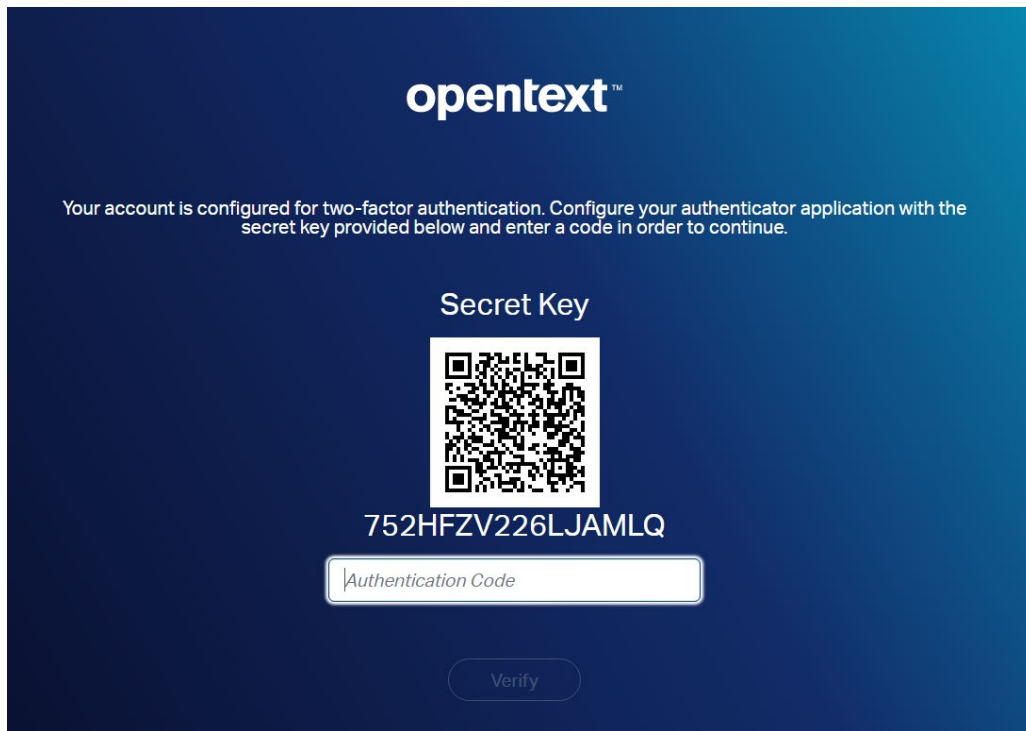 opentext™
Your account is configured for two-factor authentication. Configure your authenticator application with the
secret key provided below and enter a code in order to continue.
Secret Key
752HFZV226LJAMLQ
Authentication Code
Verify